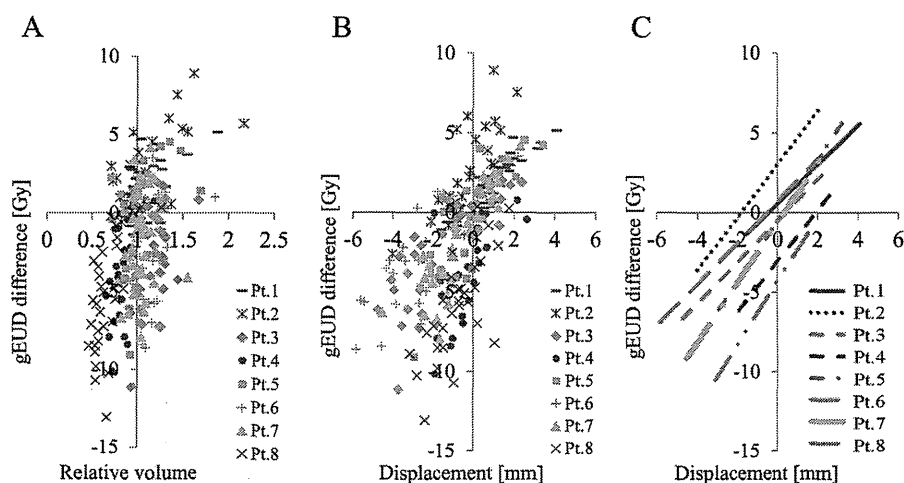 A
B
C
10
5
0
-5
-10
-15
0
0.5
1.0
1.5
2
2.5
gEUD difference [Gy]
Relative volume
Pt.1
Pt.2
Pt.3
Pt.4
Pt.5
Pt.6
Pt.7
Pt.8
10
5
0
-5
-10
-15
-6
-4
-2
0
2
4
6
gEUD difference [Gy]
Displacement [mm]
Pt.1
Pt.2
Pt.3
Pt.4
Pt.5
Pt.6
Pt.7
Pt.8
10
5
0
-5
-10
-15
-6
-4
-2
0
2
4
6
gEUD difference [Gy]
Displacement [mm]
Pt.1
Pt.2
Pt.3
Pt.4
Pt.5
Pt.6
Pt.7
Pt.8